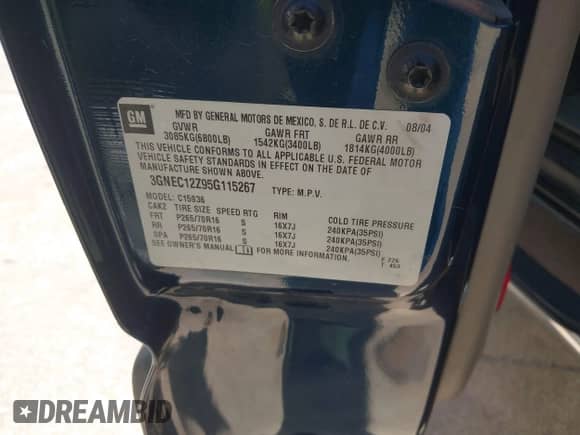 GM
MFD BY GENERAL MOTORS DE MEXICO, S. DE R.L. DE C.V. 08/04
GVWR GAWR FRT GAWR RR
3085KG(6800LB) 1542KG(3400LB) 1814KG(4000LB)
THIS VEHICLE CONFORMS TO ALL APPLICABLE U.S. FEDERAL MOTOR
VEHICLE SAFETY STANDARDS IN EFFECT ON THE DATE OF
MANUFACTURE SHOWN ABOVE.
3GNEC12Z95G115267 TYPE: M.P.V.
MODEL: C15936
CAKZ TIRE SIZE SPEED RTG RIM COLD TIRE PRESSURE
FRT P265/70R16 S 16X7J 240KPA(35PSI)
RR P265/70R16 S 16X7J 240KPA(35PSI)
SPA P265/70R16 S 16X7J 240KPA(35PSI)
SEE OWNER'S MANUAL FOR MORE INFORMATION.
DREAMBID